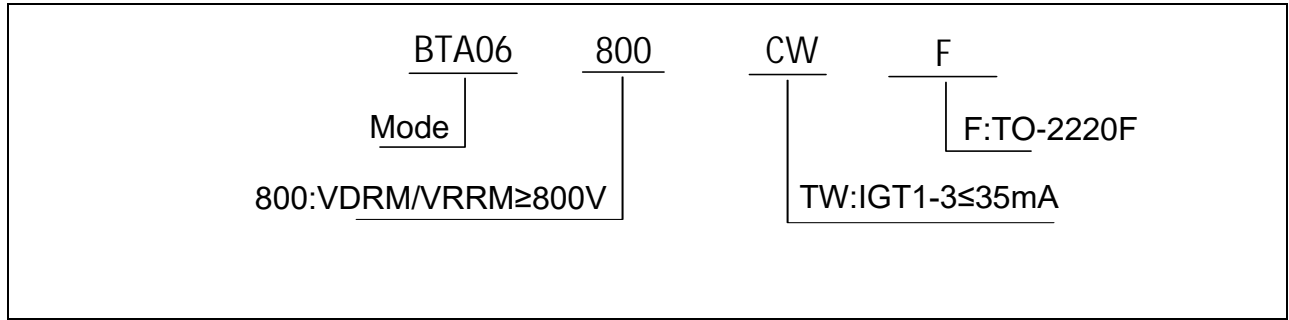 BTA06 800 CW F
Mode F:TO-2220F
800:VDRM/VRRM≥800V TW:IGT1-3≤35mA